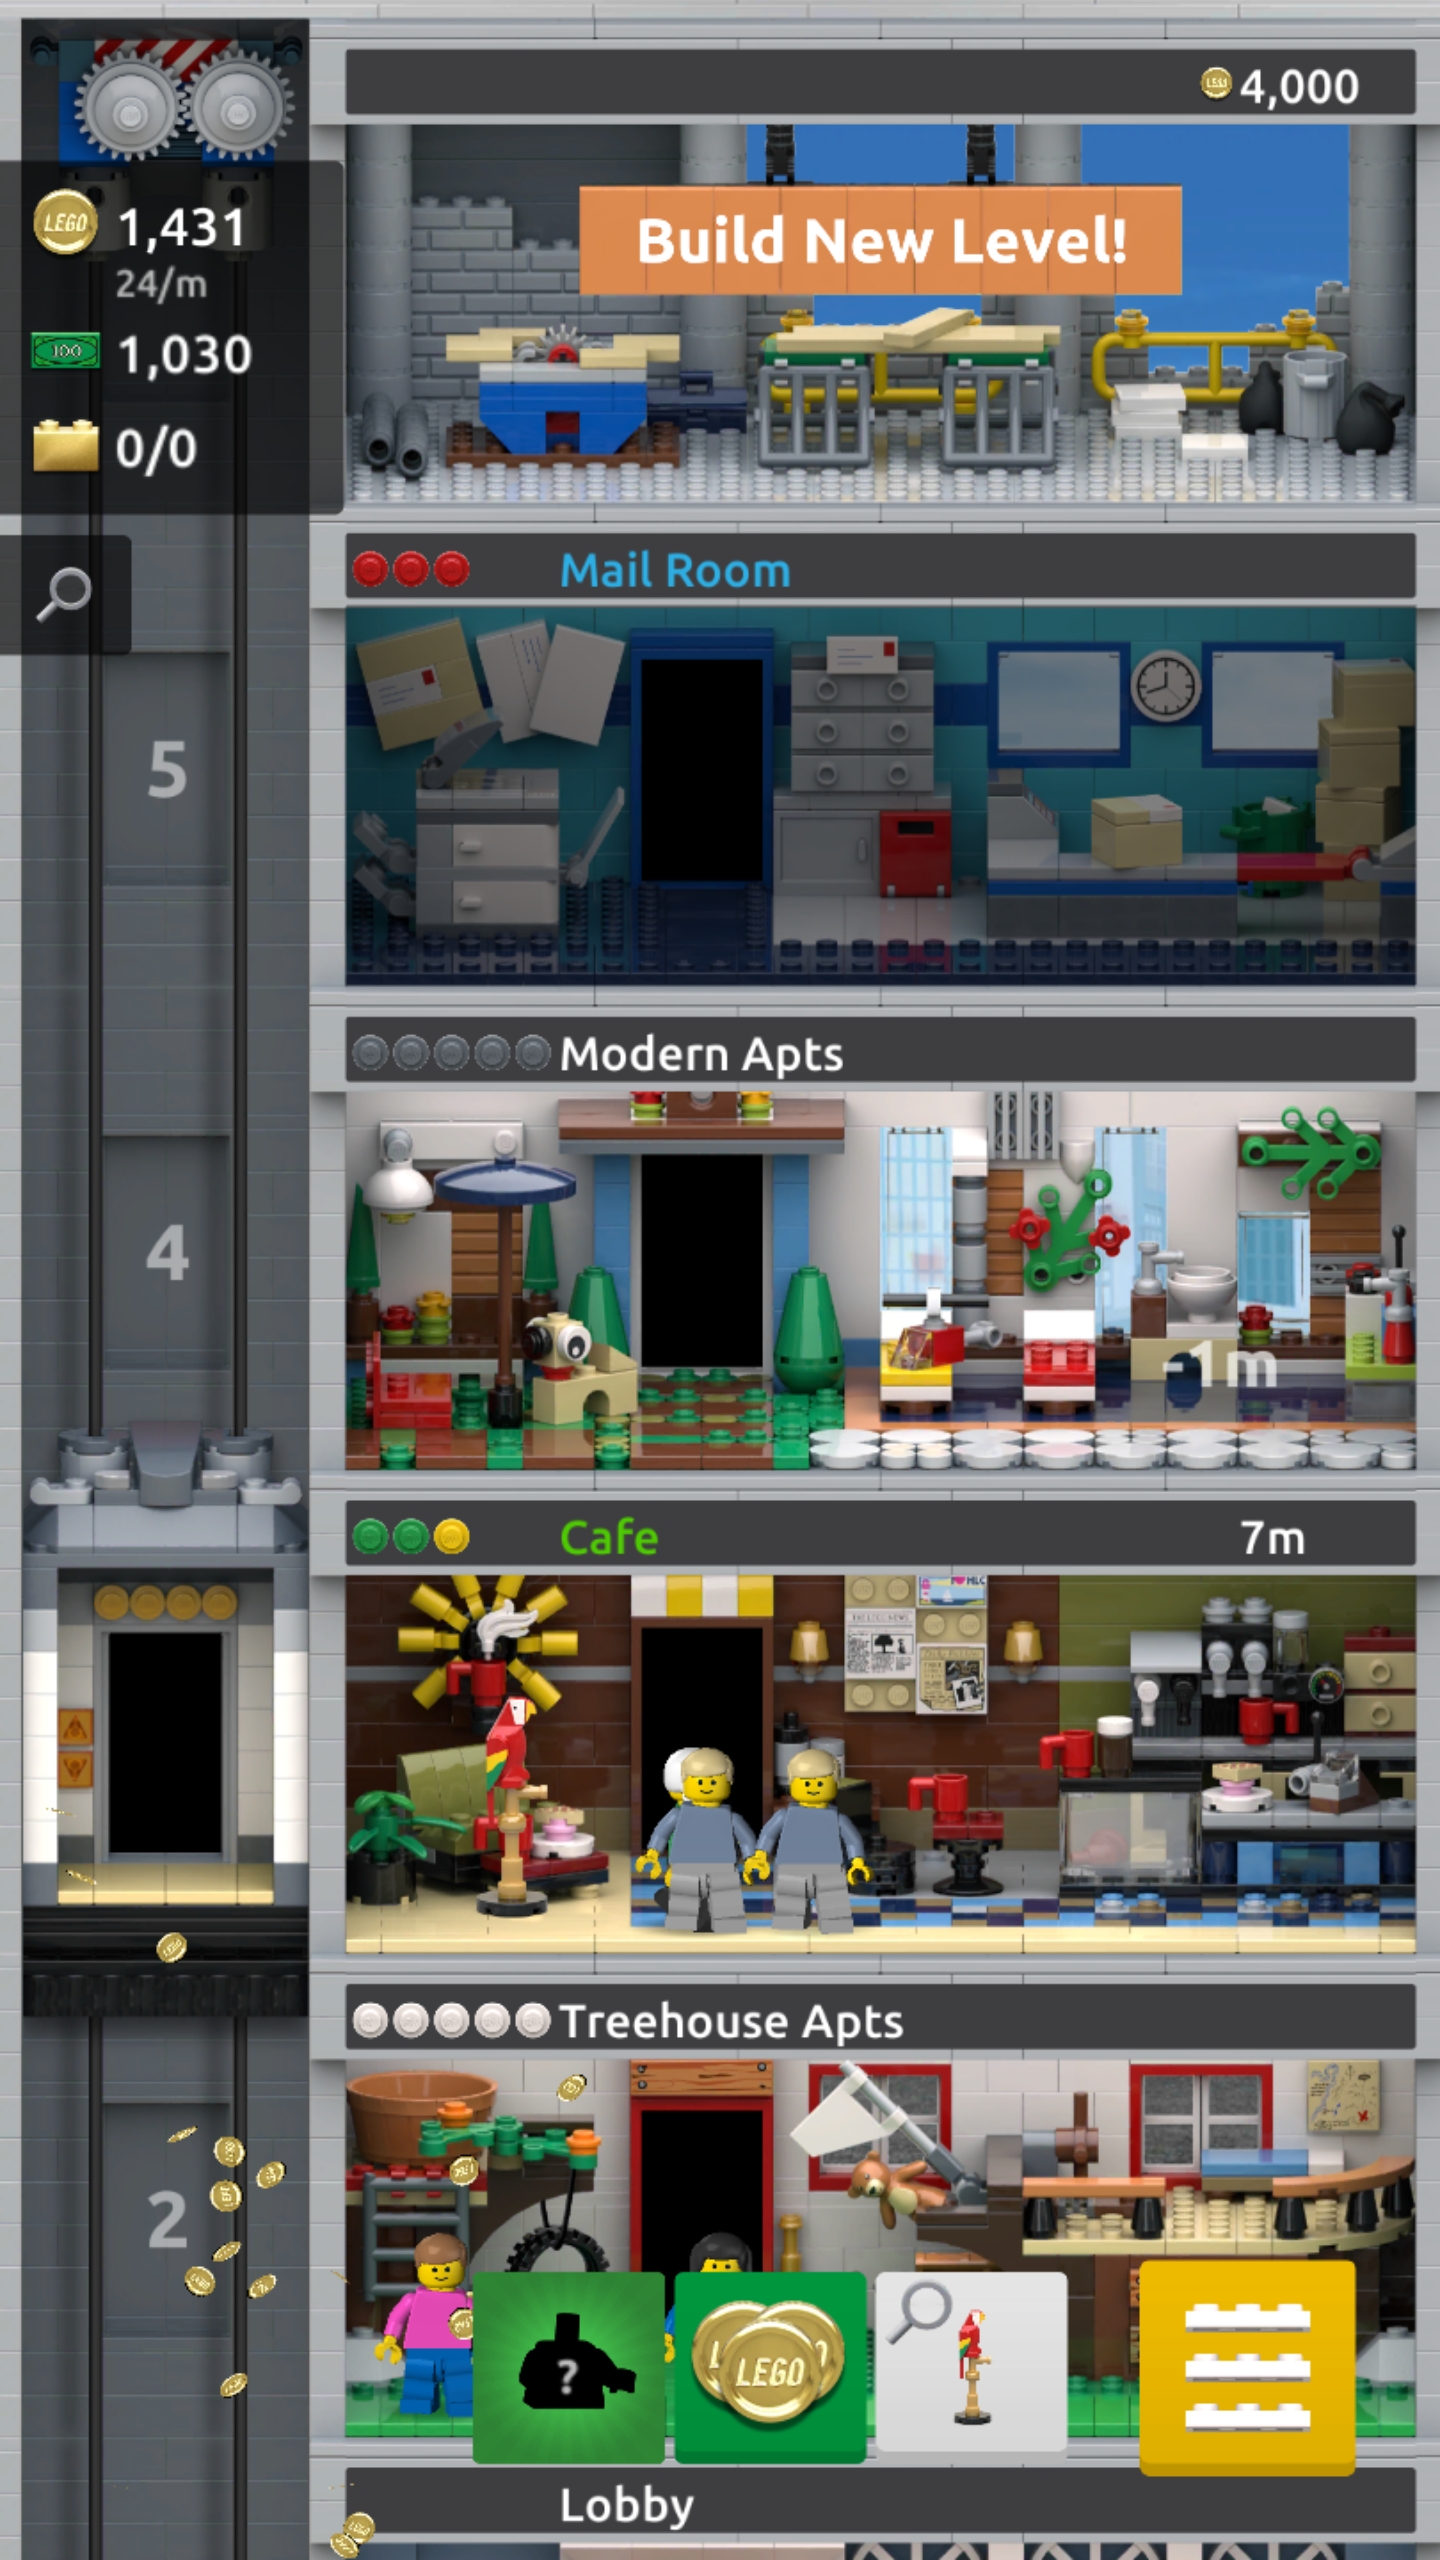 4,000
LEGO 1,431
24/m
100 1,030
Build New Level!
0/0
Mail Room
5
Modern Apts
4
-1m
Cafe 7m
Treehouse Apts
2
?
LEGO
Lobby